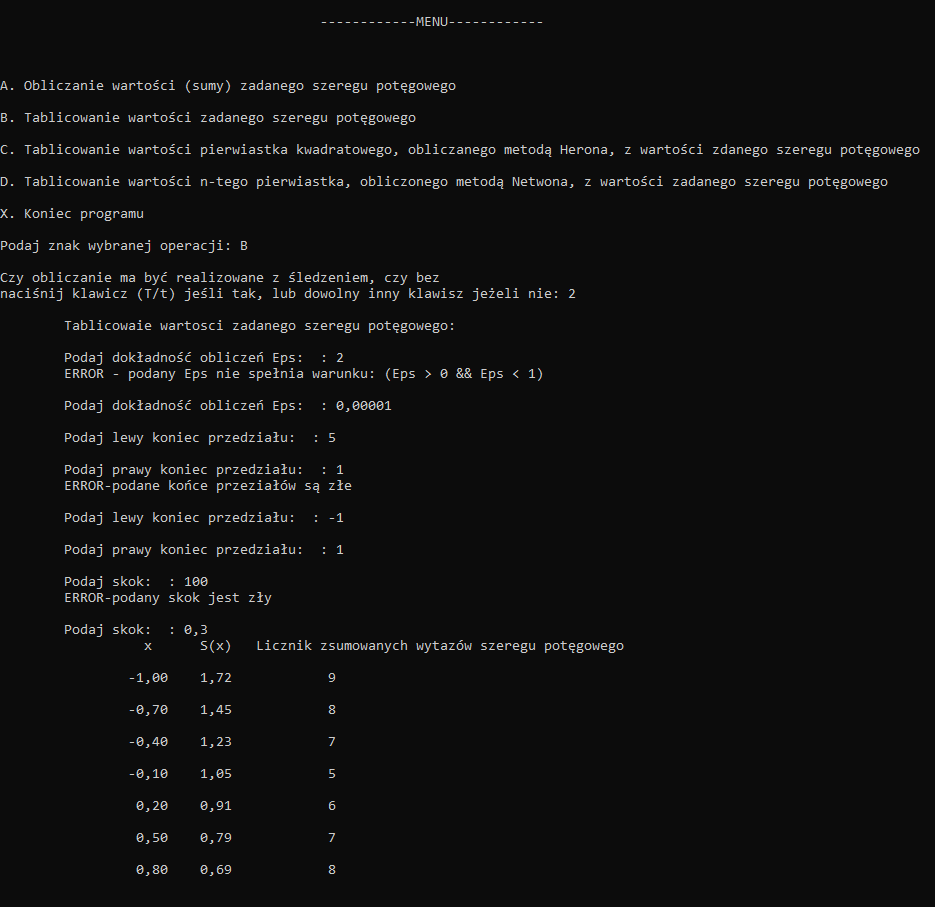 ------------MENU------------
A. Obliczanie wartości (sumy) zadanego szeregu potęgowego
B. Tablicowanie wartości zadanego szeregu potęgowego
C. Tablicowanie wartości pierwiastka kwadratowego, obliczanego metodą Herona, z wartości zdanego szeregu potęgowego
D. Tablicowanie wartości n-tego pierwiastka, obliczonego metodą Netwona, z wartości zadanego szeregu potęgowego
X. Koniec programu
Podaj znak wybranej operacji: B
Czy obliczanie ma być realizowane z śledzeniem, czy bez
naciśnij klawicz (T/t) jeśli tak, lub dowolny inny klawisz jeżeli nie: 2
Tablicowaie wartosci zadanego szeregu potęgowego:
Podaj dokładność obliczeń Eps:  : 2
ERROR - podany Eps nie spełnia warunku: (Eps > 0 && Eps < 1)
Podaj dokładność obliczeń Eps:  : 0,00001
Podaj lewy koniec przedziału:  : 5
Podaj prawy koniec przedziału:  : 1
ERROR-podane końce przeziałów są złe
Podaj lewy koniec przedziału:  : -1
Podaj prawy koniec przedziału:  : 1
Podaj skok:  : 100
ERROR-podany skok jest zły
Podaj skok:  : 0,3
x      S(x)   Licznik zsumowanych wytazów szeregu potęgowego
-1,00    1,72            9
-0,70    1,45            8
-0,40    1,23            7
-0,10    1,05            5
0,20    0,91            6
0,50    0,79            7
0,80    0,69            8